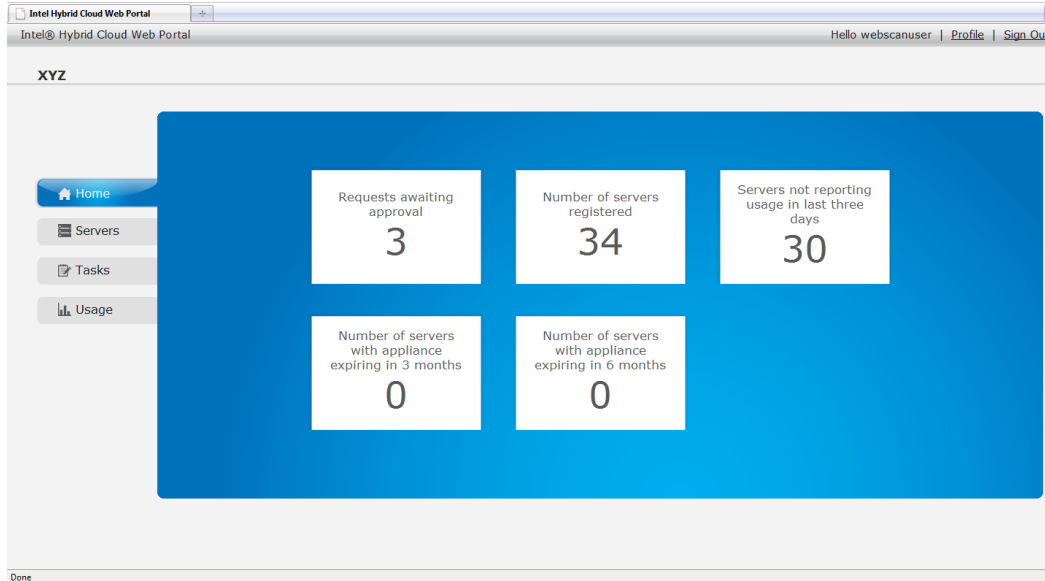 Intel Hybrid Cloud Web Portal
Intel® Hybrid Cloud Web Portal
Hello webscanuser | Profile | Sign Ou
XYZ
Home
Servers
Tasks
Usage
Requests awaiting
approval
3
Number of servers
registered
34
Servers not reporting
usage in last three
days
30
Number of servers
with appliance
expiring in 3 months
0
Number of servers
with appliance
expiring in 6 months
0
Done